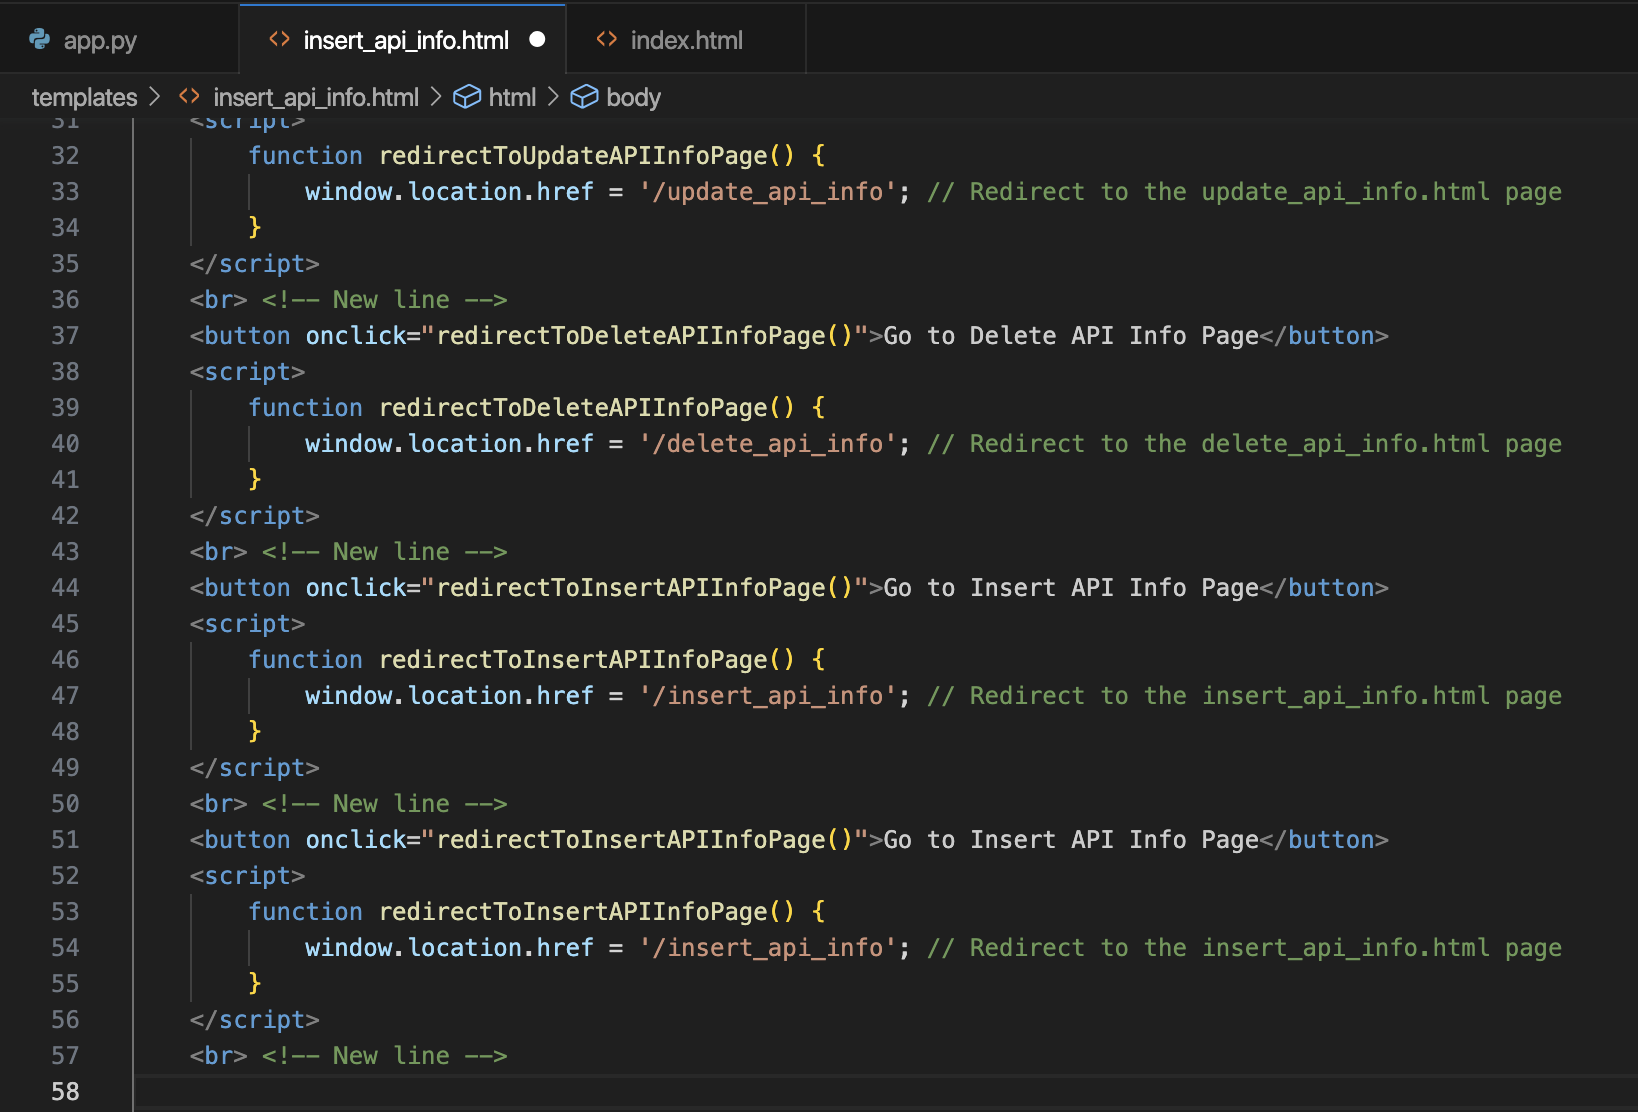 app.py
insert_api_info.html
index.html
templates > insert_api_info.html > html > body
31 <script>
32 function redirectToUpdateAPIInfoPage() {
33 window.location.href = '/update_api_info'; // Redirect to the update_api_info.html page
34 }
35 </script>
36 <br> <!-- New line -->
37 <button onclick="redirectToDeleteAPIInfoPage()">Go to Delete API Info Page</button>
38 <script>
39 function redirectToDeleteAPIInfoPage() {
40 window.location.href = '/delete_api_info'; // Redirect to the delete_api_info.html page
41 }
42 </script>
43 <br> <!-- New line -->
44 <button onclick="redirectToInsertAPIInfoPage()">Go to Insert API Info Page</button>
45 <script>
46 function redirectToInsertAPIInfoPage() {
47 window.location.href = '/insert_api_info'; // Redirect to the insert_api_info.html page
48 }
49 </script>
50 <br> <!-- New line -->
51 <button onclick="redirectToInsertAPIInfoPage()">Go to Insert API Info Page</button>
52 <script>
53 function redirectToInsertAPIInfoPage() {
54 window.location.href = '/insert_api_info'; // Redirect to the insert_api_info.html page
55 }
56 </script>
57 <br> <!-- New line -->
58